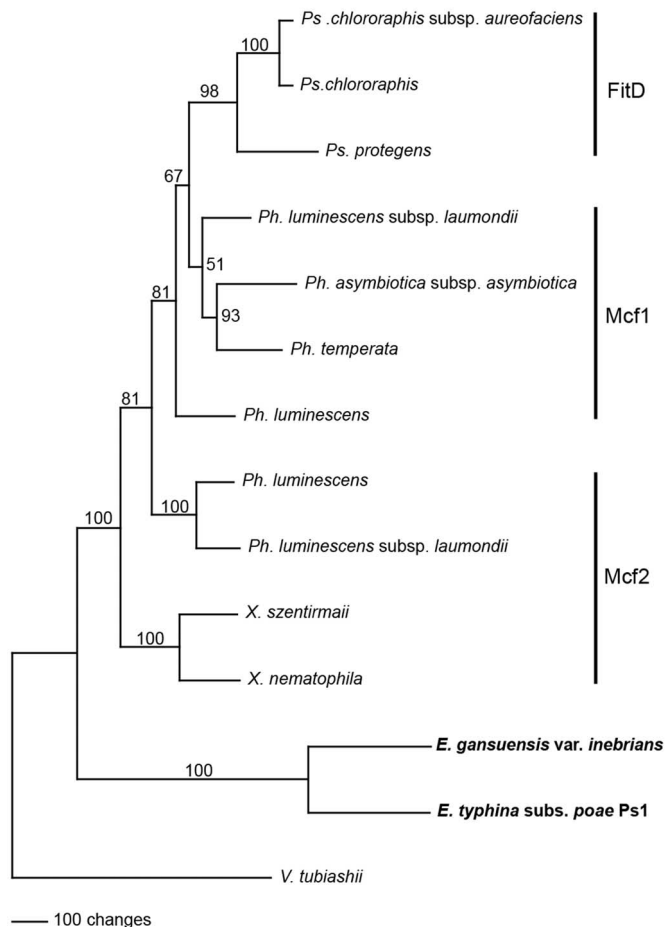 Ps .chlororaphis subsp. aureofaciens
100
Ps.chlororaphis
FitD
98
Ps. protegens
67
Ph. luminescens subsp. laumondii
51
Ph. asymbiotica subsp. asymbiotica
81
93
Mcf1
Ph. temperata
81
Ph. luminescens
Ph. luminescens
100
100
Ph. luminescens subsp. laumondii
Mcf2
X. szentirmaii
100
X. nematophila
E. gansuensis var. inebrians
100
E. typhina subs. poae Ps1
V. tubiashii
100 changes